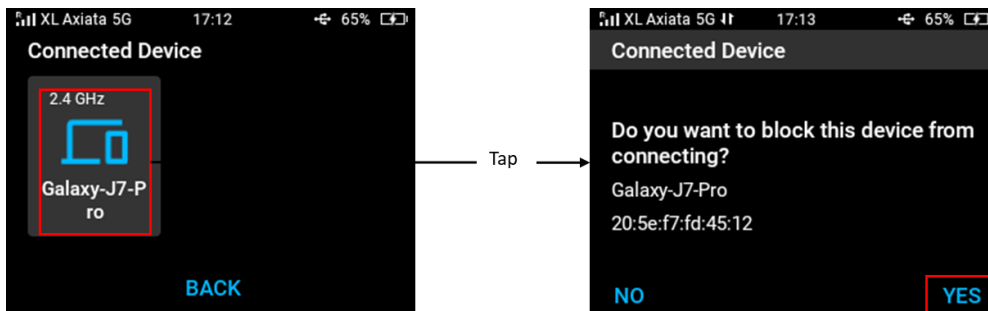 XL Axiata 5G 17:12 65%
Connected Device
2.4 GHz
Galaxy-J7-P
ro
BACK
Tap
R XL Axiata 5G 17:13 65%
Connected Device
Do you want to block this device from
connecting?
Galaxy-J7-Pro
20:5e:f7:fd:45:12
NO YES